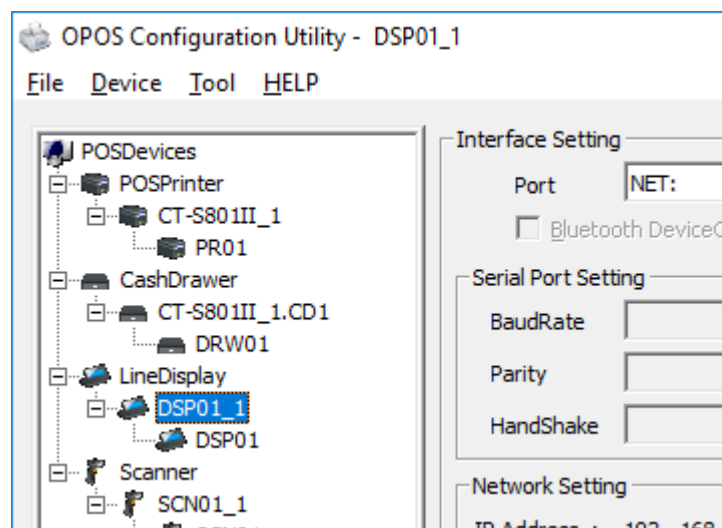 OPOS Configuration Utility - DSP01_1
File Device Tool HELP
POSDevices
POSPrinter
CT-S801II_1
PR01
CashDrawer
CT-S801II_1.CD1
DRW01
LineDisplay
DSP01_1
DSP01
Scanner
SCN01_1
Interface Setting
Port NET:
Bluetooth Device
Serial Port Setting
BaudRate
Parity
HandShake
Network Setting